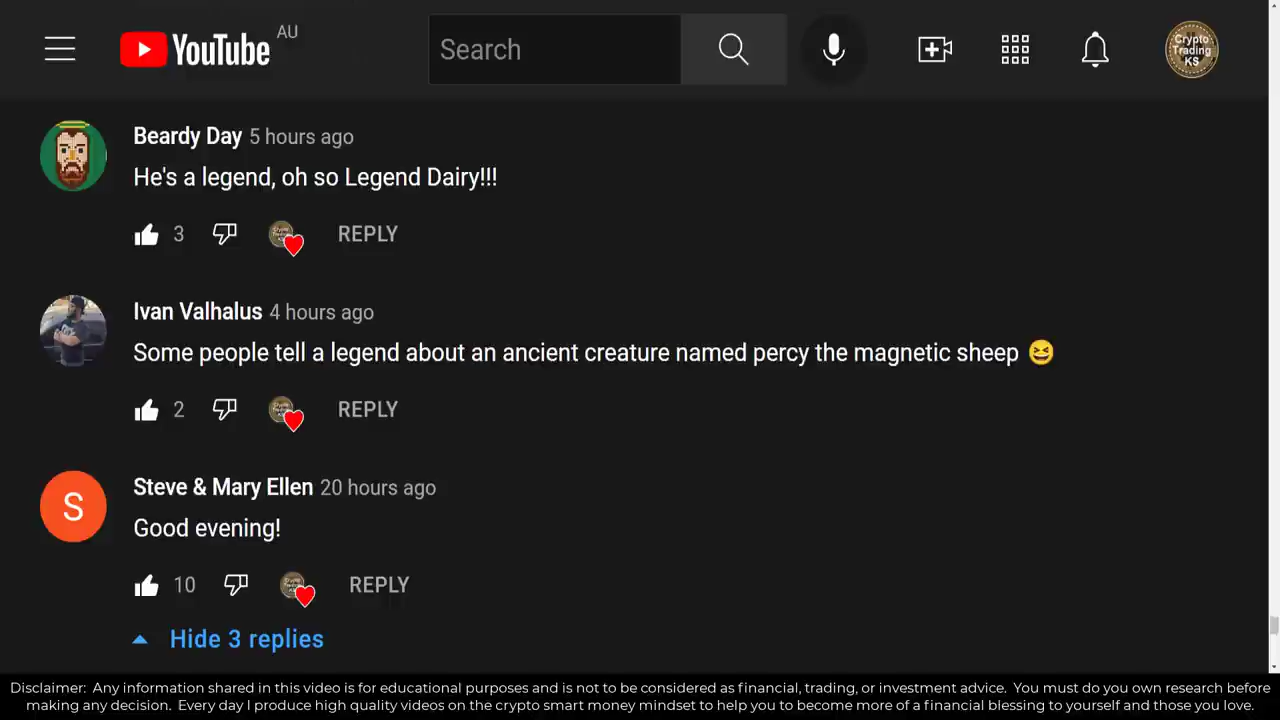 YouTube AU
Search
Crypto
Trading
KS
Beardy Day 5 hours ago
He's a legend, oh so Legend Dairy!!!
3 REPLY
Ivan Valhalus 4 hours ago
Some people tell a legend about an ancient creature named percy the magnetic sheep 😆
2 REPLY
S
Steve & Mary Ellen 20 hours ago
Good evening!
10 REPLY
Hide 3 replies
Disclaimer: Any information shared in this video is for educational purposes and is not to be considered as financial, trading, or investment advice. You must do you own research before
making any decision. Every day I produce high quality videos on the crypto smart money mindset to help you to become more of a financial blessing to yourself and those you love.